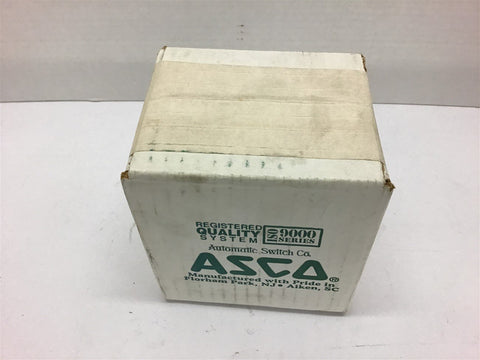 REGISTERED
QUALITY
SYSTEM
ISO 9000
SERIES
Automatic Switch Co.
ASCO®
Manufactured with Pride in
Florham Park, NJ • Aiken, SC